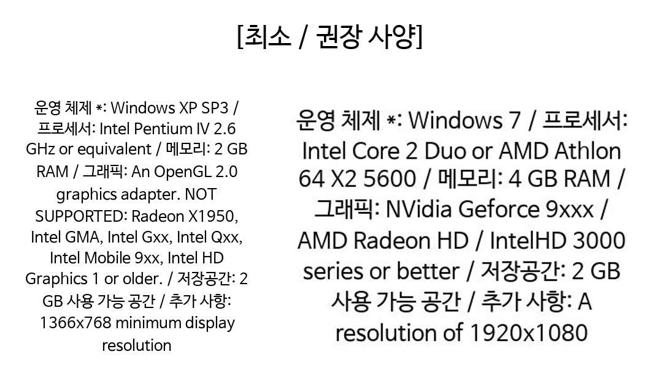 [최소 / 권장 사양]
운영 체제 *: Windows XP SP3 /
프로세서: Intel Pentium IV 2.6
GHz or equivalent / 메모리: 2 GB
RAM / 그래픽: An OpenGL 2.0
graphics adapter. NOT
SUPPORTED: Radeon X1950,
Intel GMA, Intel Gxx, Intel Qxx,
Intel Mobile 9xx, Intel HD
Graphics 1 or older. / 저장공간: 2
GB 사용 가능 공간 / 추가 사항:
1366x768 minimum display
resolution
운영 체제 *: Windows 7 / 프로세서:
Intel Core 2 Duo or AMD Athlon
64 X2 5600 / 메모리: 4 GB RAM /
그래픽: NVidia Geforce 9xxx /
AMD Radeon HD / IntelHD 3000
series or better / 저장공간: 2 GB
사용 가능 공간 / 추가 사항: A
resolution of 1920x1080